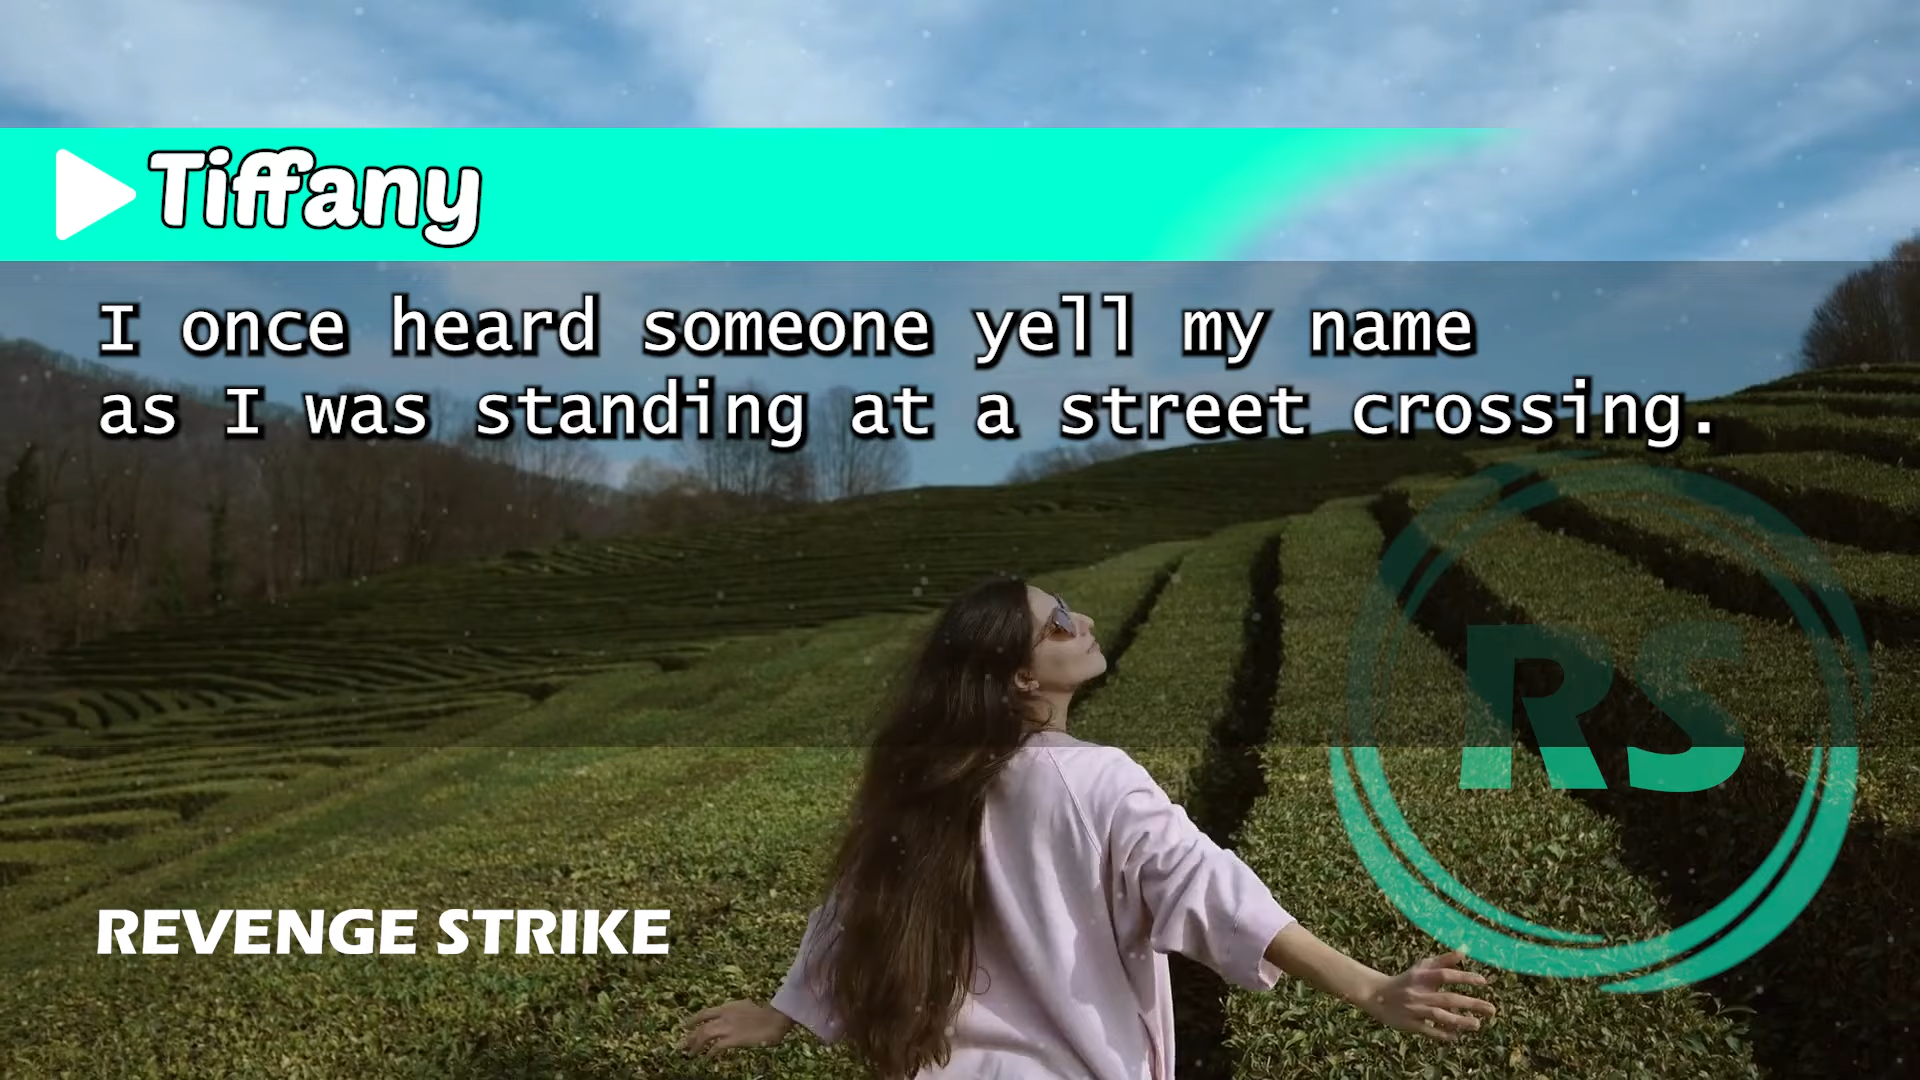 Tiffany
I once heard someone yell my name
as I was standing at a street crossing.
RS
REVENGE STRIKE